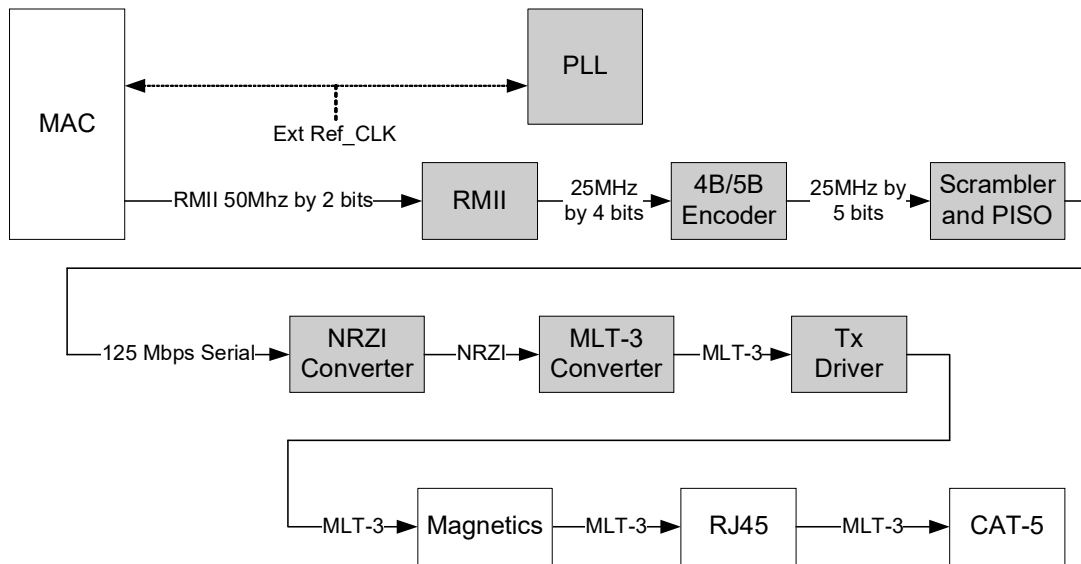 PLL
MAC
Ext Ref_CLK
RMII 50Mhz by 2 bits
RMII
25MHz
by 4 bits
4B/5B
Encoder
25MHz by
5 bits
Scrambler
and PISO
125 Mbps Serial
NRZI
Converter
NRZI
MLT-3
Converter
MLT-3
Tx
Driver
MLT-3
Magnetics
MLT-3
RJ45
MLT-3
CAT-5